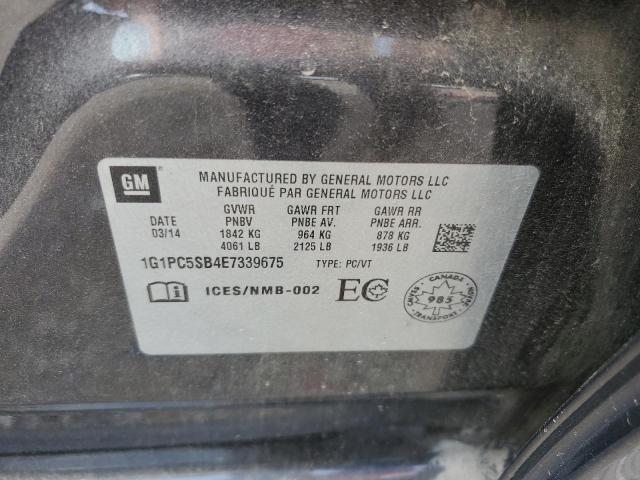 GM
MANUFACTURED BY GENERAL MOTORS LLC
FABRIQUÉ PAR GENERAL MOTORS LLC
GVWR GAWR FRT GAWR RR
DATE PNBV PNBE AV. PNBE ARR.
03/14 1842 KG 964 KG 878 KG
4061 LB 2125 LB 1936 LB
1G1PC5SB4E7339675 TYPE: PC/VT
ICES/NMB-002 EC
CANADA
985
TRANSPORT